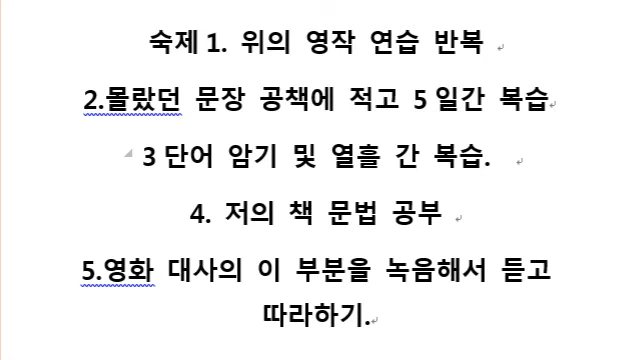 숙제 1. 위의 영작 연습 반복
2.몰랐던 문장 공책에 적고 5 일간 복습
3 단어 암기 및 열흘 간 복습.
4. 저의 책 문법 공부
5.영화 대사의 이 부분을 녹음해서 듣고
따라하기.